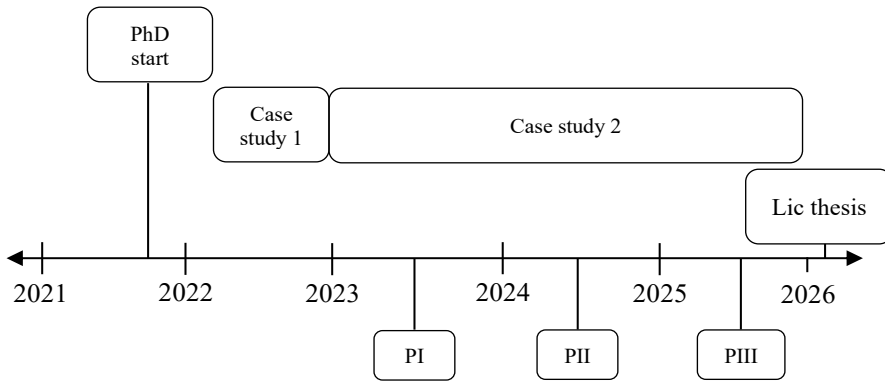 PhD
start
Case
study 1
Case study 2
Lic thesis
2021
2022
2023
2024
2025
2026
PI
PII
PIII